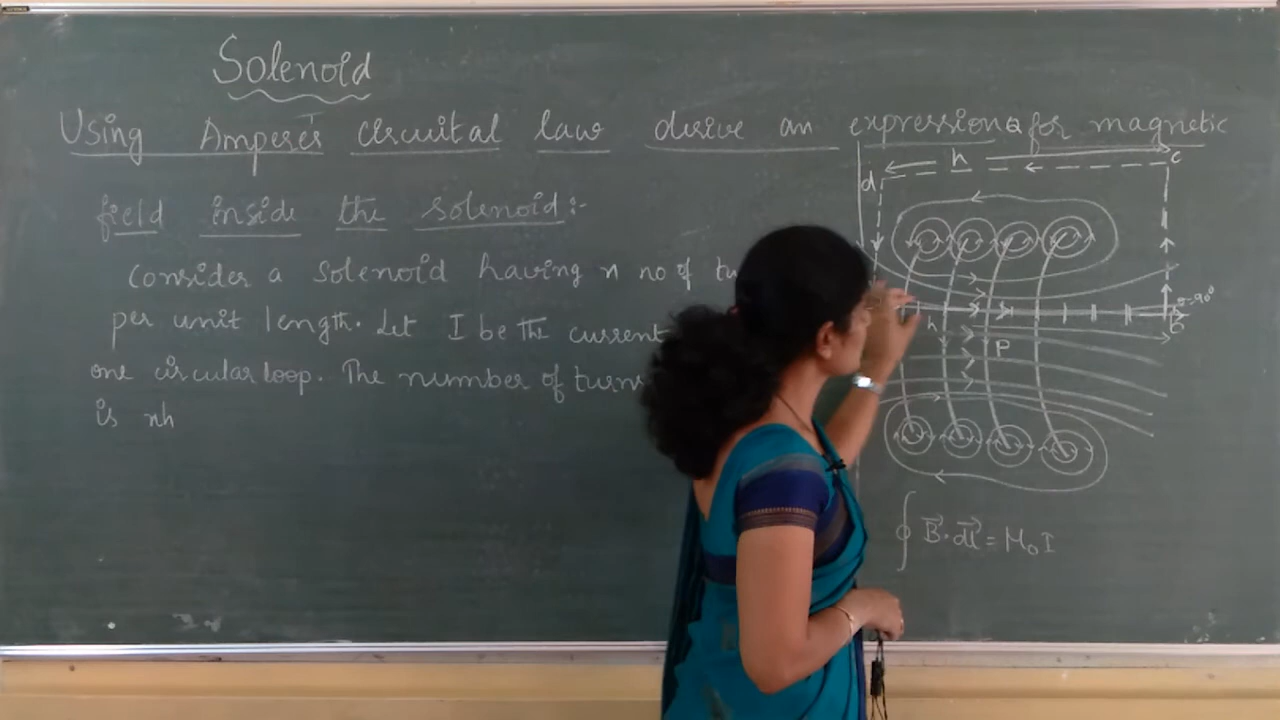 Solenoid
Using Ampere's circuital law derive an expression for magnetic
field inside the solenoid:-
Consider a solenoid having n no of
per unit length. Let I be the current
one circular loop. The number of turns
is nh
h
c
d
θ=90°
b
h
P
∮ B⃗·dl⃗ = μ₀I